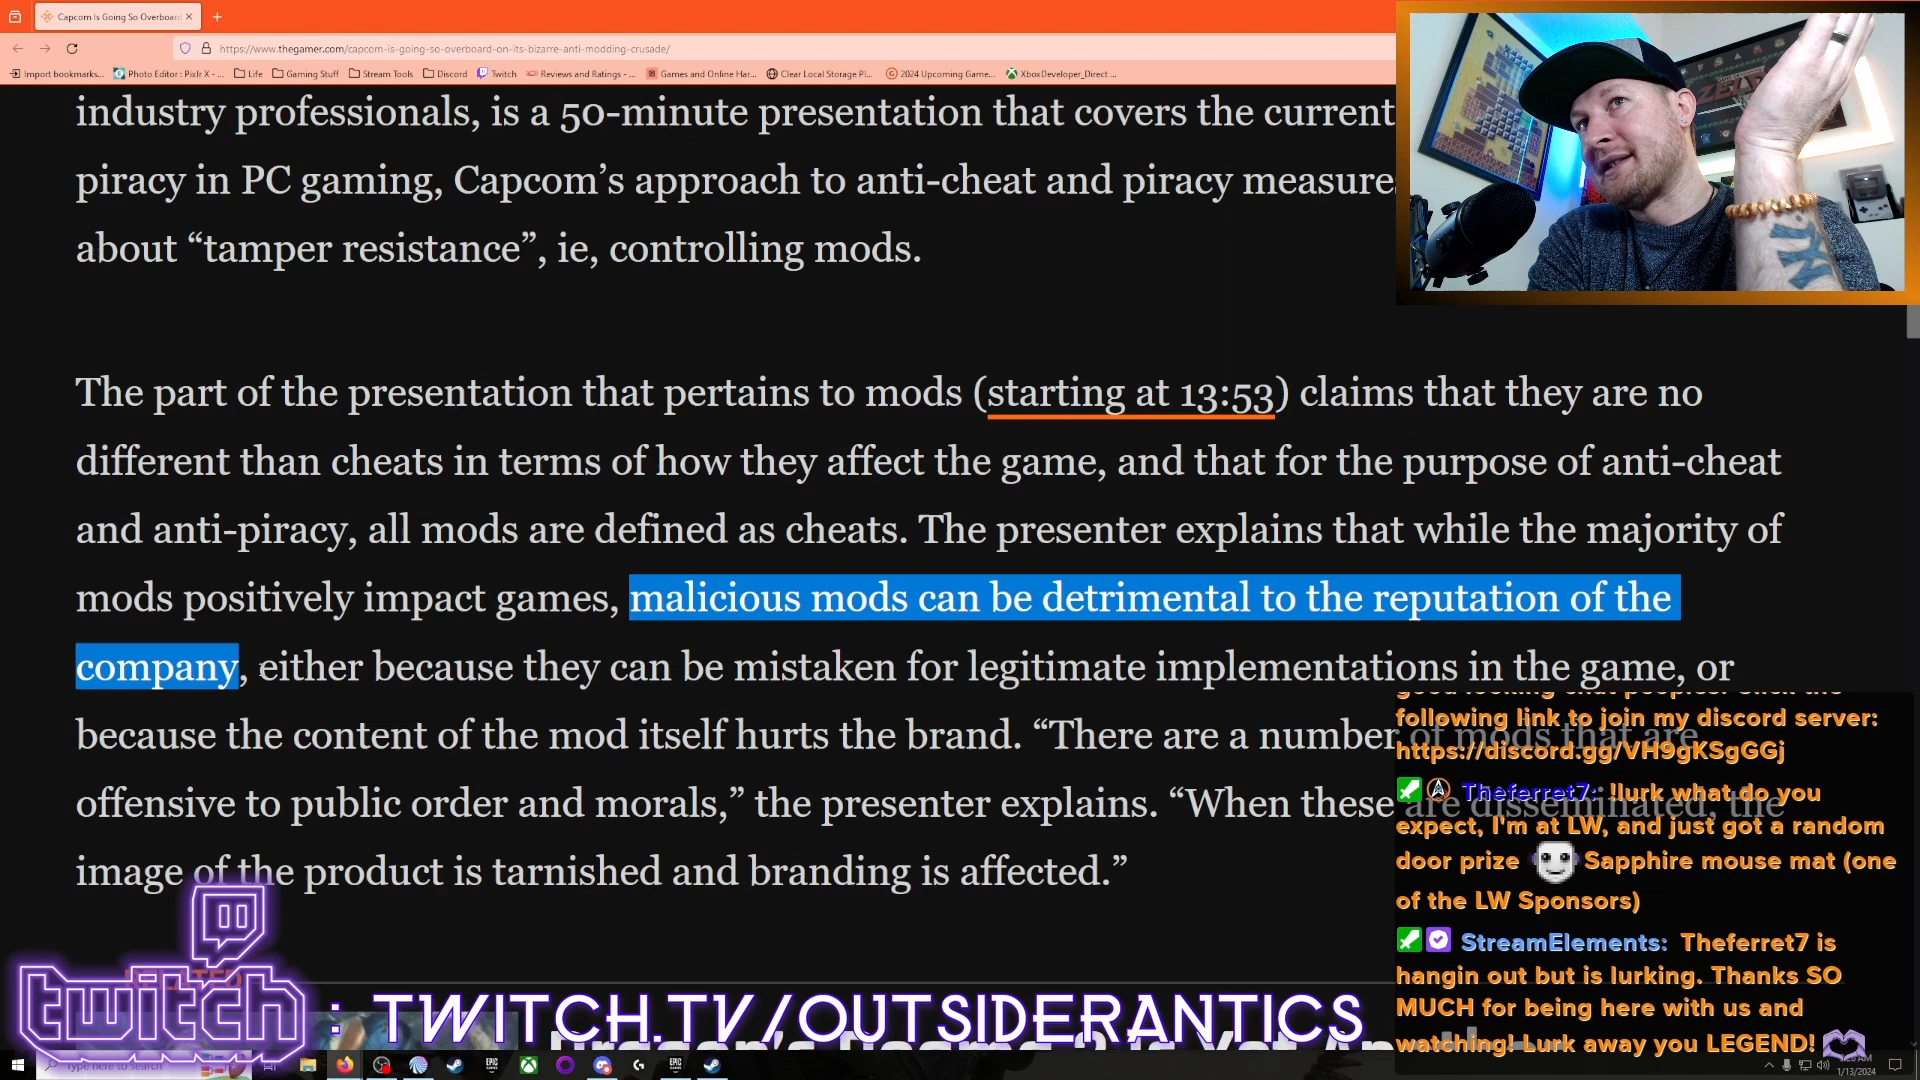 Capcom Is Going So Overboard
https://www.thegamer.com/capcom-is-going-so-overboard-on-its-bizarre-anti-modding-crusade/
Import bookmarks... Photo Editor : Pixlr X - ... Life Gaming Stuff Stream Tools Discord Twitch Reviews and Ratings - ... Games and Online Har... Clear Local Storage Pl... 2024 Upcoming Game... XboxDeveloper_Direct ...
industry professionals, is a 50-minute presentation that covers the current
piracy in PC gaming, Capcom’s approach to anti-cheat and piracy measures
about “tamper resistance”, ie, controlling mods.
The part of the presentation that pertains to mods (starting at 13:53) claims that they are no
different than cheats in terms of how they affect the game, and that for the purpose of anti-cheat
and anti-piracy, all mods are defined as cheats. The presenter explains that while the majority of
mods positively impact games, malicious mods can be detrimental to the reputation of the
company, either because they can be mistaken for legitimate implementations in the game, or
because the content of the mod itself hurts the brand. “There are a number of mods that are
offensive to public order and morals,” the presenter explains. “When these are disseminated, the
image of the product is tarnished and branding is affected.”
following link to join my discord server:
https://discord.gg/VH9gKSgGGj
Theferret7: !lurk what do you
expect, I'm at LW, and just got a random
door prize Sapphire mouse mat (one
of the LW Sponsors)
StreamElements: Theferret7 is
hangin out but is lurking. Thanks SO
MUCH for being here with us and
watching! Lurk away you LEGEND!
RELATED
twitch : TWITCH.TV/OUTSIDERANTICS
Type here to search
1/13/2024